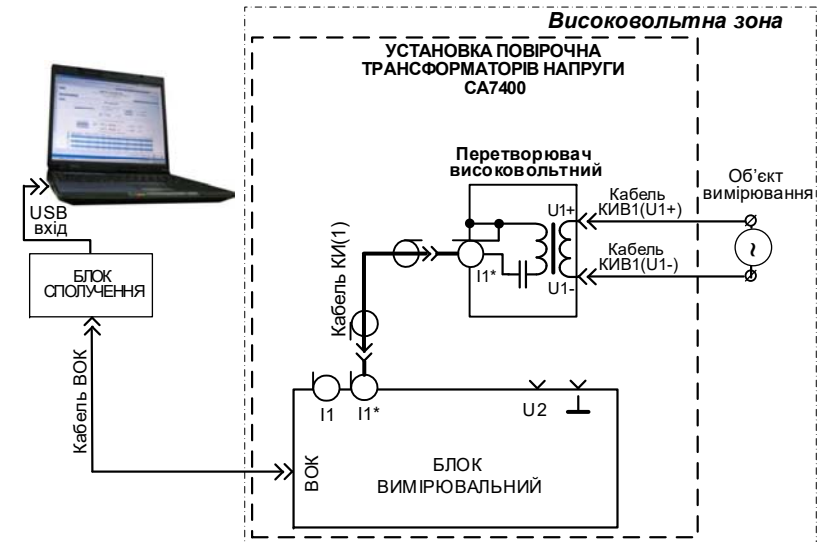 Високовольтна зона
УСТАНОВКА ПОВІРОЧНА
ТРАНСФОРМАТОРІВ НАПРУГИ
СА7400
Перетворювач
високовольтний
Об'єкт
вимірювання
Кабель
КИВ1(U1+)
U1+
Кабель
КИВ1(U1-)
U1-
I1*
~
USB
вхід
БЛОК
СПОЛУЧЕННЯ
Кабель КИ(1)
Кабель ВОК
I1
I1*
U2
ВОК
БЛОК
ВИМІРЮВАЛЬНИЙ